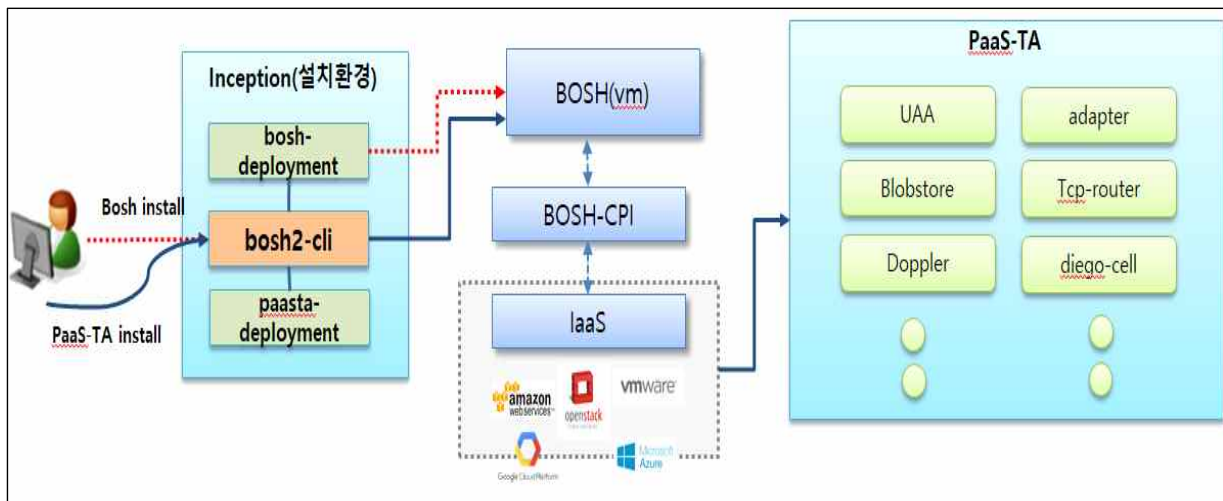 Bosh install
PaaS-TA install
Inception(설치환경)
bosh-
deployment
bosh2-cli
paasta-
deployment
BOSH(vm)
BOSH-CPI
IaaS
amazon
webservices™
openstack
vmware
Google Cloud Platform
Microsoft
Azure
PaaS-TA
UAA
adapter
Blobstore
Tcp-router
Doppler
diego-cell